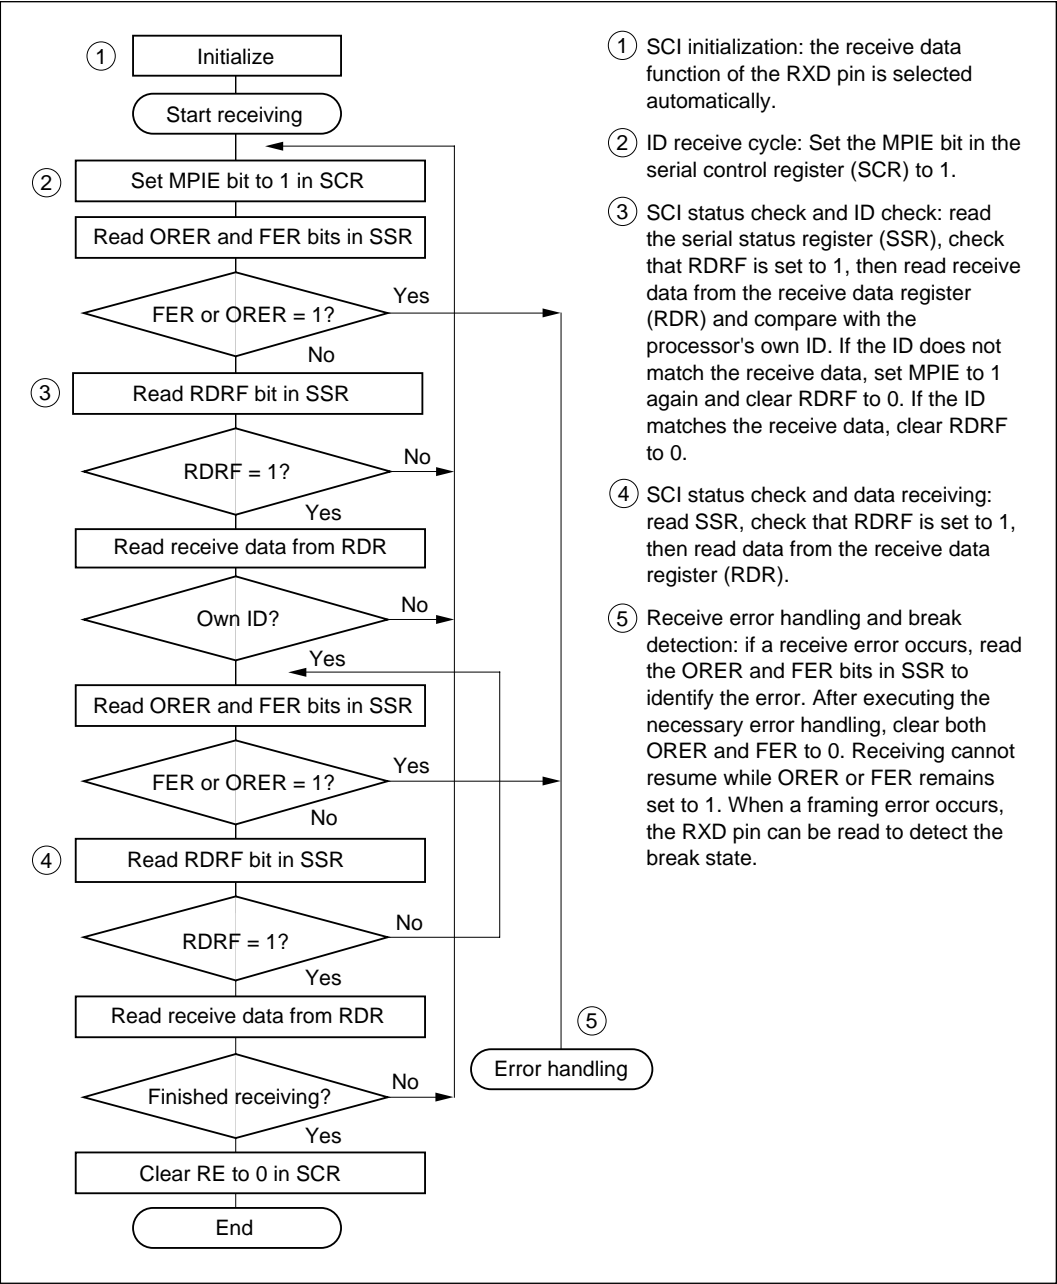 1 Initialize
Start receiving
2 Set MPIE bit to 1 in SCR
Read ORER and FER bits in SSR
FER or ORER = 1?
Yes
No
3 Read RDRF bit in SSR
RDRF = 1?
No
Yes
Read receive data from RDR
Own ID?
No
Yes
Read ORER and FER bits in SSR
FER or ORER = 1?
Yes
No
4 Read RDRF bit in SSR
RDRF = 1?
No
Yes
Read receive data from RDR
Finished receiving?
No
Yes
Clear RE to 0 in SCR
End
5
Error handling
1 SCI initialization: the receive data
function of the RXD pin is selected
automatically.
2 ID receive cycle: Set the MPIE bit in the
serial control register (SCR) to 1.
3 SCI status check and ID check: read
the serial status register (SSR), check
that RDRF is set to 1, then read receive
data from the receive data register
(RDR) and compare with the
processor's own ID. If the ID does not
match the receive data, set MPIE to 1
again and clear RDRF to 0. If the ID
matches the receive data, clear RDRF
to 0.
4 SCI status check and data receiving:
read SSR, check that RDRF is set to 1,
then read data from the receive data
register (RDR).
5 Receive error handling and break
detection: if a receive error occurs, read
the ORER and FER bits in SSR to
identify the error. After executing the
necessary error handling, clear both
ORER and FER to 0. Receiving cannot
resume while ORER or FER remains
set to 1. When a framing error occurs,
the RXD pin can be read to detect the
break state.